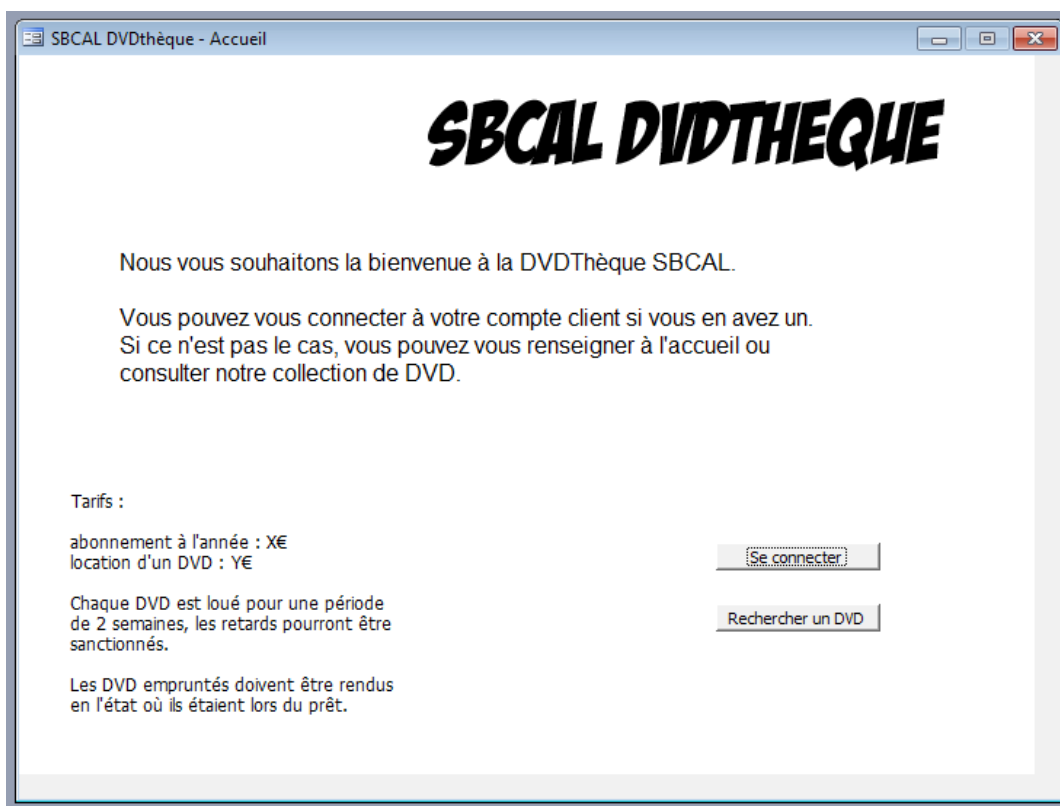 SBCAL DVDthèque - Accueil
SBCAL DVDTHEQUE
Nous vous souhaitons la bienvenue à la DVDThèque SBCAL.
Vous pouvez vous connecter à votre compte client si vous en avez un.
Si ce n'est pas le cas, vous pouvez vous renseigner à l'accueil ou
consulter notre collection de DVD.
Tarifs :
abonnement à l'année : X€
location d'un DVD : Y€
Chaque DVD est loué pour une période
de 2 semaines, les retards pourront être
sanctionnés.
Les DVD empruntés doivent être rendus
en l'état où ils étaient lors du prêt.
Se connecter
Rechercher un DVD